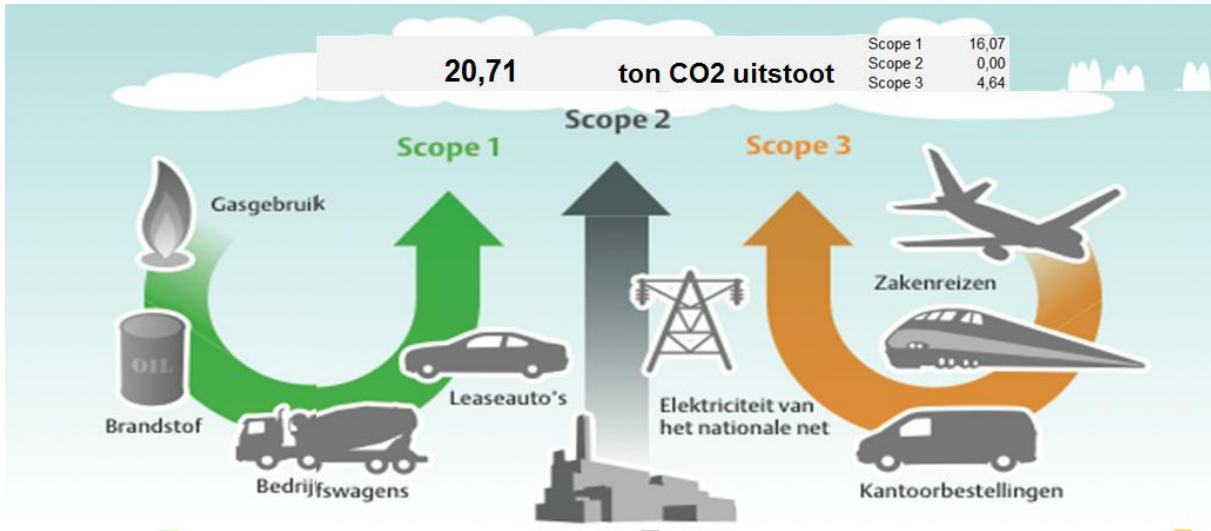 20,71 ton CO2 uitstoot
Scope 1 16,07
Scope 2 0,00
Scope 3 4,64
Scope 1
Scope 2
Scope 3
Gasgebruik
OIL
Brandstof
Bedrijfswagens
Leaseauto's
Elektriciteit van
het nationale net
Zakenreizen
Kantoorbestellingen